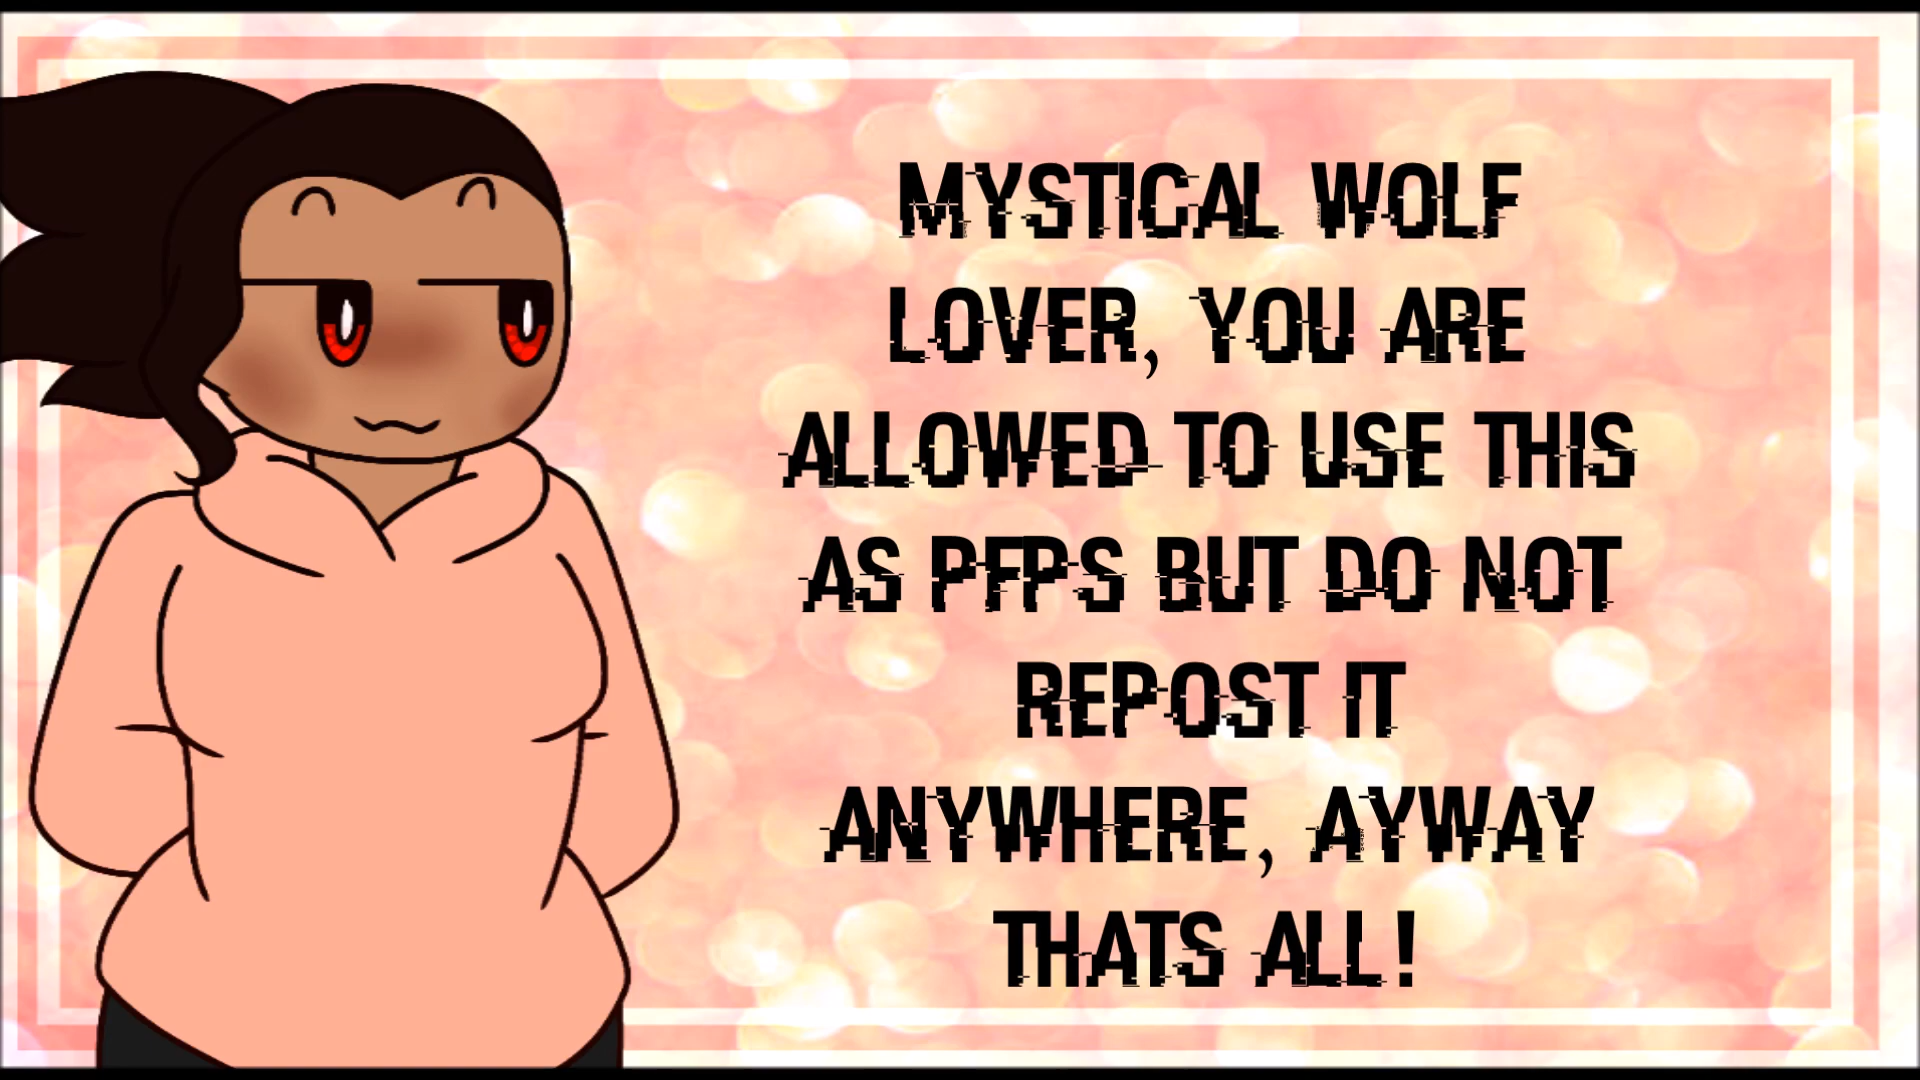 MYSTICAL WOLF
LOVER, YOU ARE
ALLOWED TO USE THIS
AS PFPS BUT DO NOT
REPOST IT
ANYWHERE, AYWAY
THATS ALL!